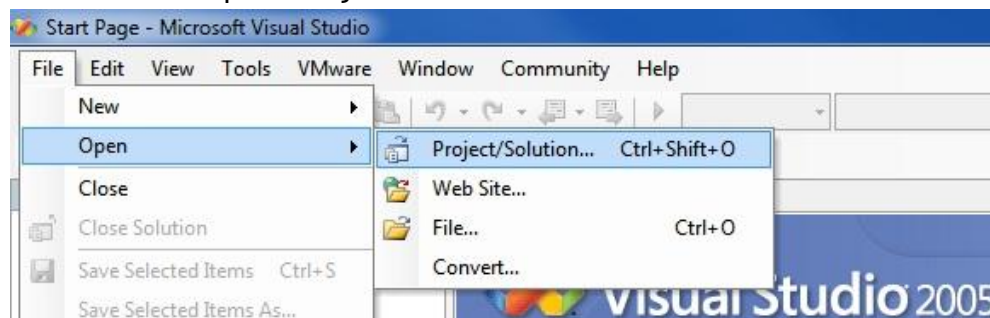 Start Page - Microsoft Visual Studio
File Edit View Tools VMware Window Community Help
New
Open
Project/Solution... Ctrl+Shift+O
Close
Web Site...
Close Solution
File... Ctrl+O
Save Selected Items Ctrl+S
Convert...
Save Selected Items As...
Visual Studio 2005